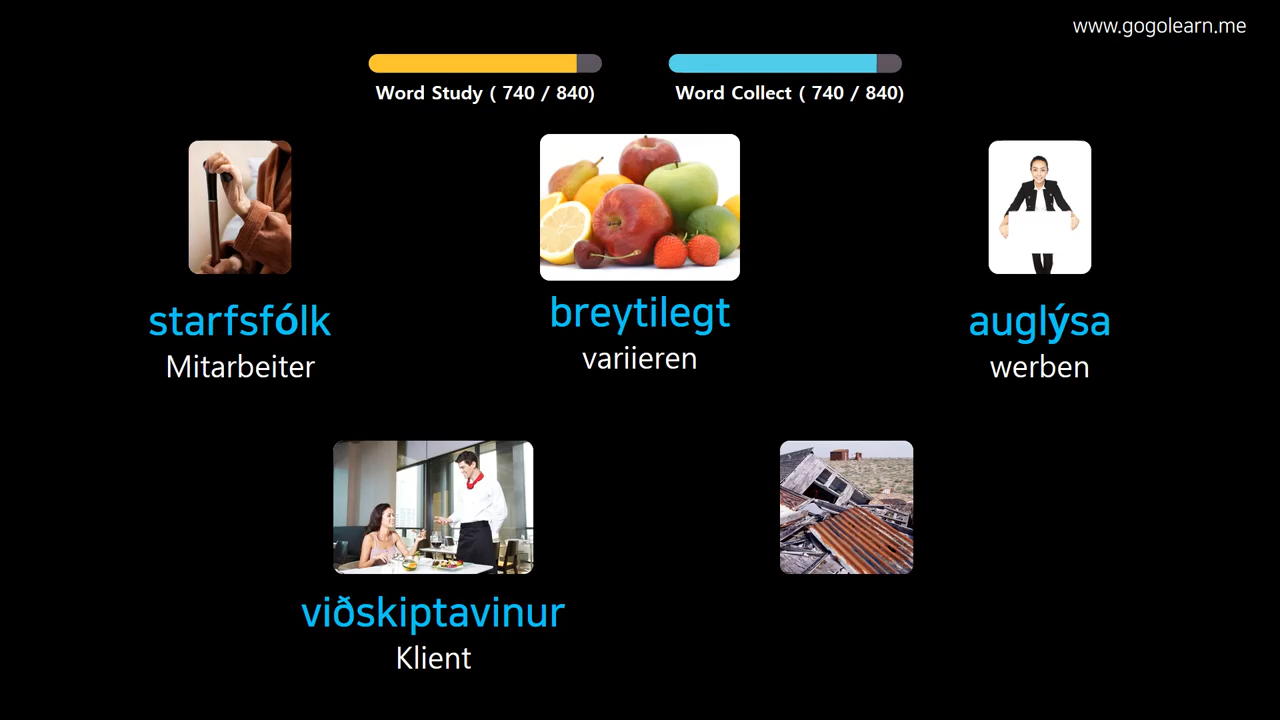 www.gogolearn.me
Word Study ( 740 / 840)
Word Collect ( 740 / 840)
starfsfólk
Mitarbeiter
breytilegt
variieren
auglýsa
werben
viðskiptavinur
Klient